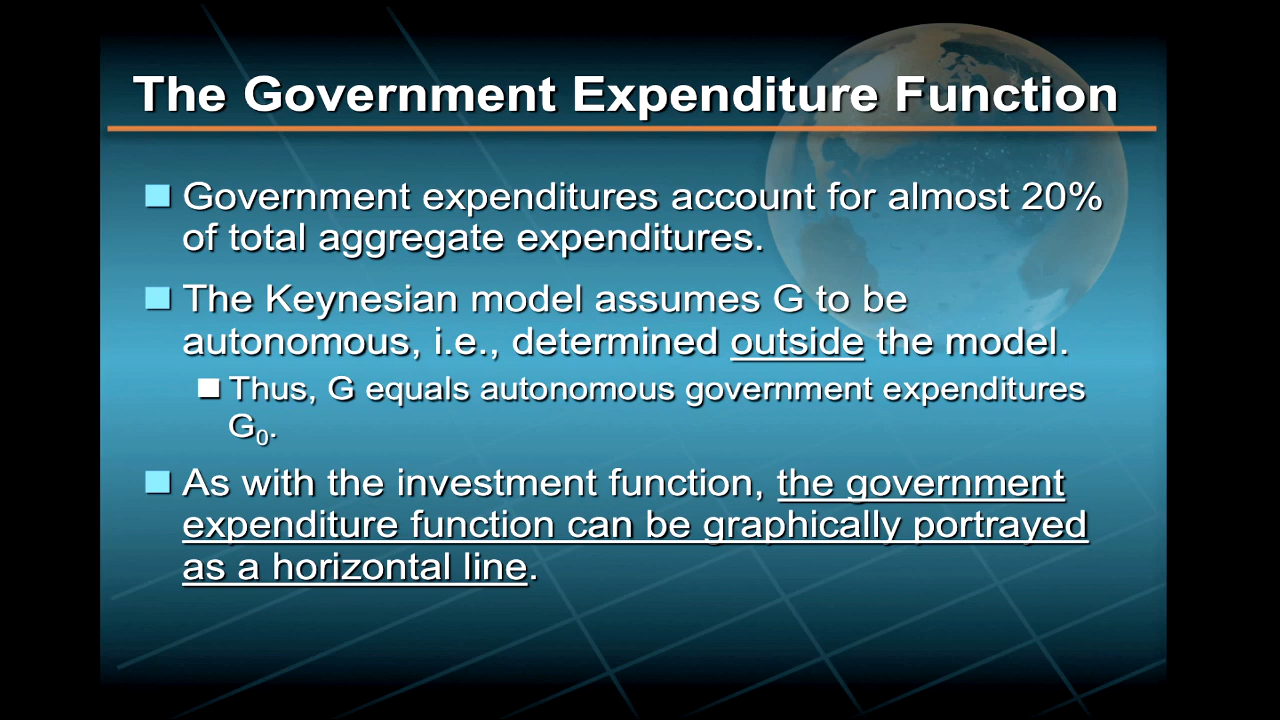 The Government Expenditure Function
Government expenditures account for almost 20%
of total aggregate expenditures.
The Keynesian model assumes G to be
autonomous, i.e., determined outside the model.
Thus, G equals autonomous government expenditures
G₀.
As with the investment function, the government
expenditure function can be graphically portrayed
as a horizontal line.